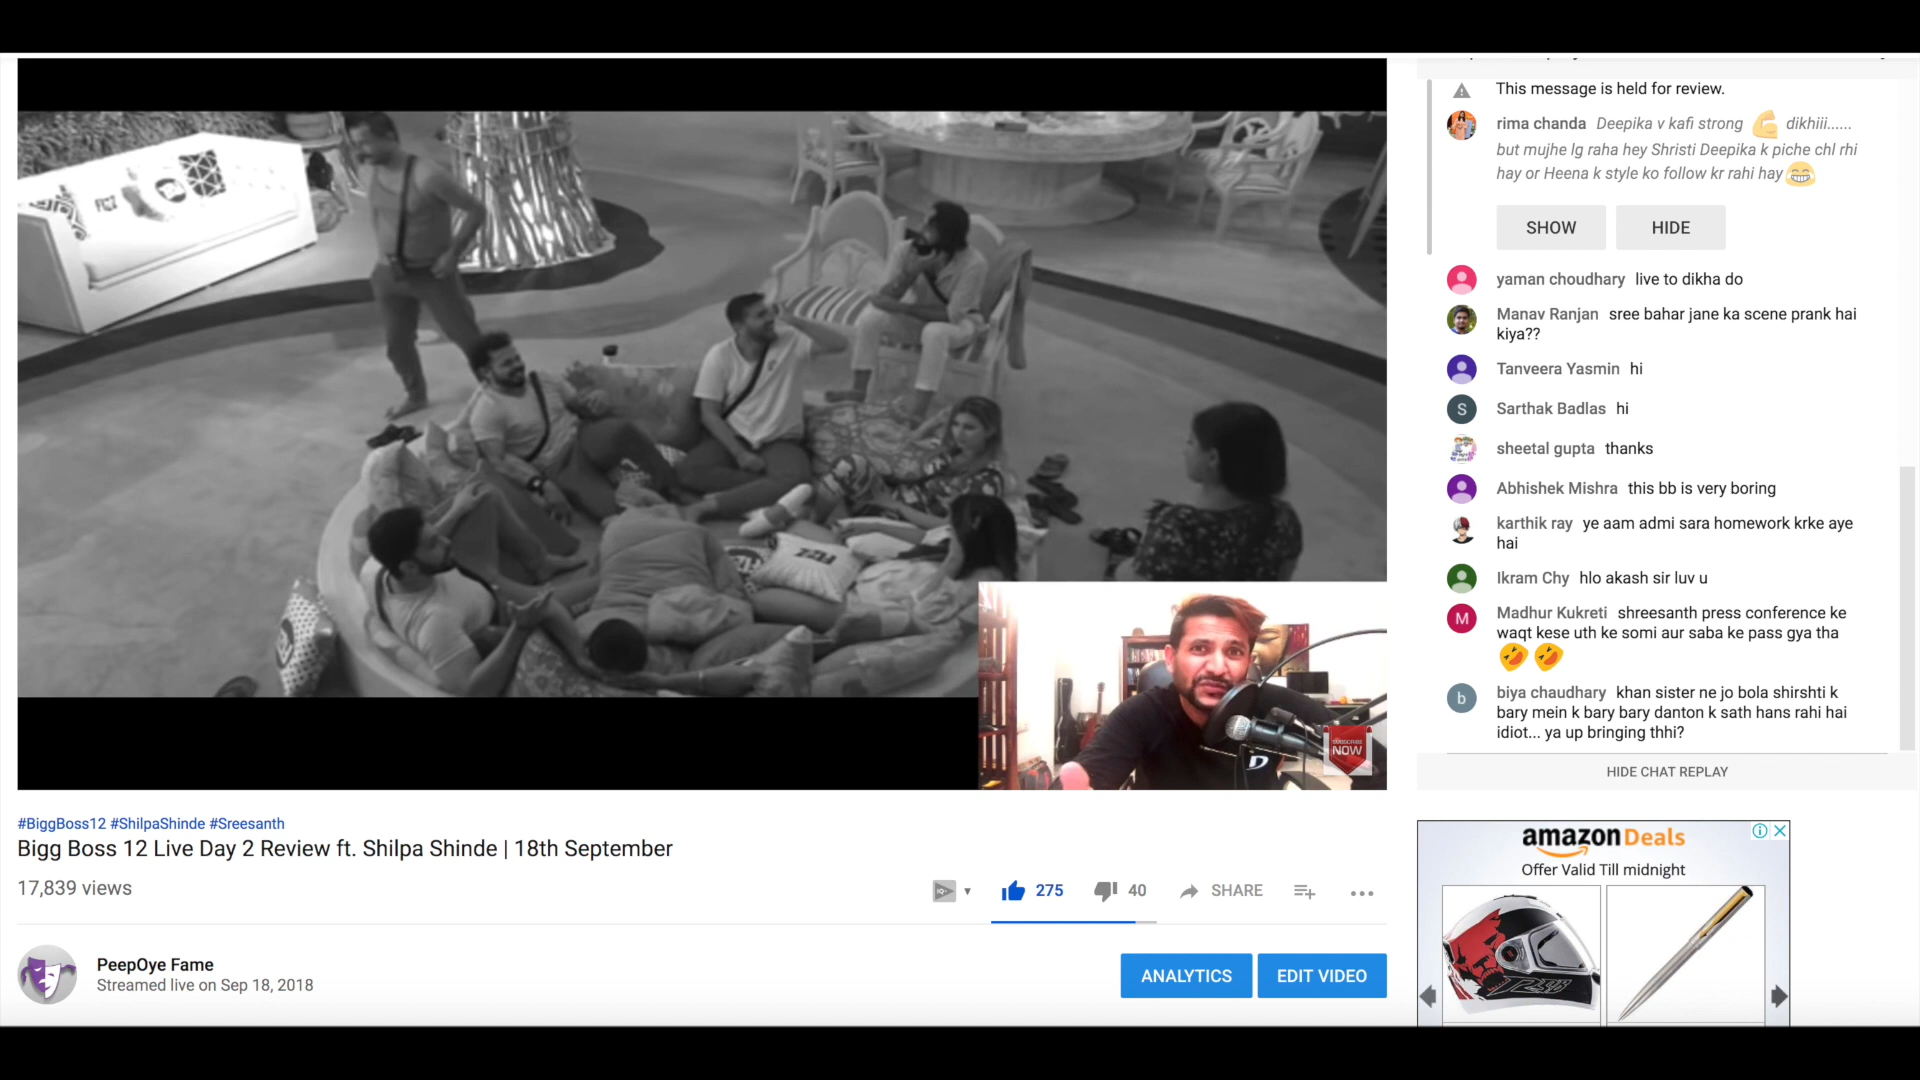 This message is held for review.
rima chanda Deepika v kafi strong 💪 dikhiii......
but mujhe lg raha hey Shristi Deepika k piche chl rhi
hay or Heena k style ko follow kr rahi hay😂
SHOW HIDE
yaman choudhary live to dikha do
Manav Ranjan sree bahar jane ka scene prank hai
kiya??
Tanveera Yasmin hi
S Sarthak Badlas hi
sheetal gupta thanks
Abhishek Mishra this bb is very boring
karthik ray ye aam admi sara homework krke aye
hai
Ikram Chy hlo akash sir luv u
M Madhur Kukreti shreesanth press conference ke
waqt kese uth ke somi aur saba ke pass gya tha
🤣 🤣
b biya chaudhary khan sister ne jo bola shirshti k
bary mein k bary bary danton k sath hans rahi hai
idiot... ya up bringing thhi?
HIDE CHAT REPLAY
SUBSCRIBE
NOW
D
#BiggBoss12 #ShilpaShinde #Sreesanth
Bigg Boss 12 Live Day 2 Review ft. Shilpa Shinde | 18th September
17,839 views
275 40 SHARE
PeepOye Fame
Streamed live on Sep 18, 2018
ANALYTICS EDIT VIDEO
amazon Deals
Offer Valid Till midnight